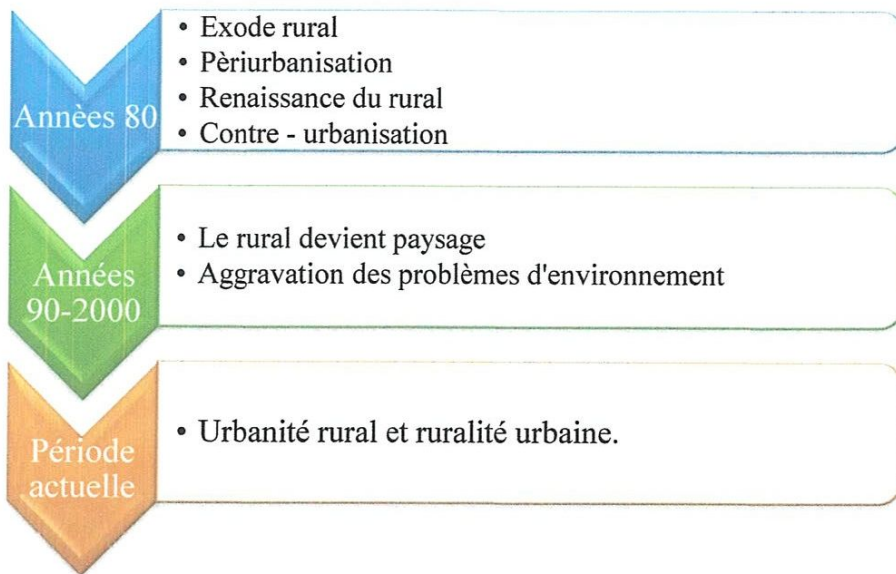 Annèes 80
• Exode rural
• Pèriurbanisation
• Renaissance du rural
• Contre - urbanisation
Années
90-2000
• Le rural devient paysage
• Aggravation des problèmes d'environnement
Période
actuelle
• Urbanité rural et ruralité urbaine.